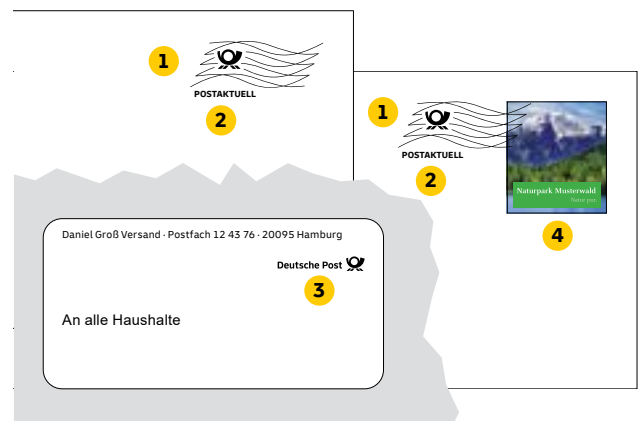 1
POSTAKTUELL
2
1
POSTAKTUELL
2
Naturpark Musterwald
Natur pur.
4
Daniel Groß Versand · Postfach 12 43 76 · 20095 Hamburg
Deutsche Post
3
An alle Haushalte